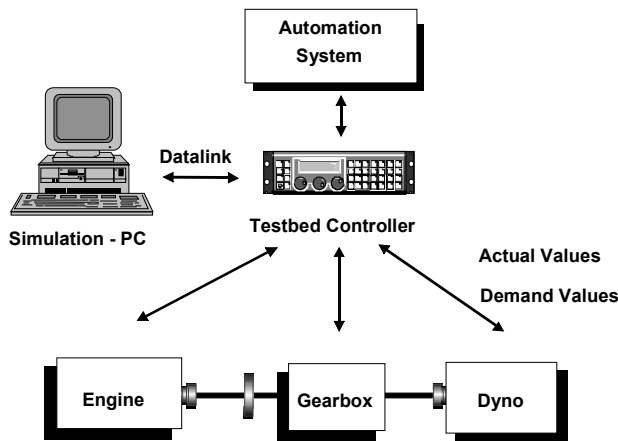 Automation
System
Datalink
Simulation - PC
Testbed Controller
Actual Values
Demand Values
Engine
Gearbox
Dyno